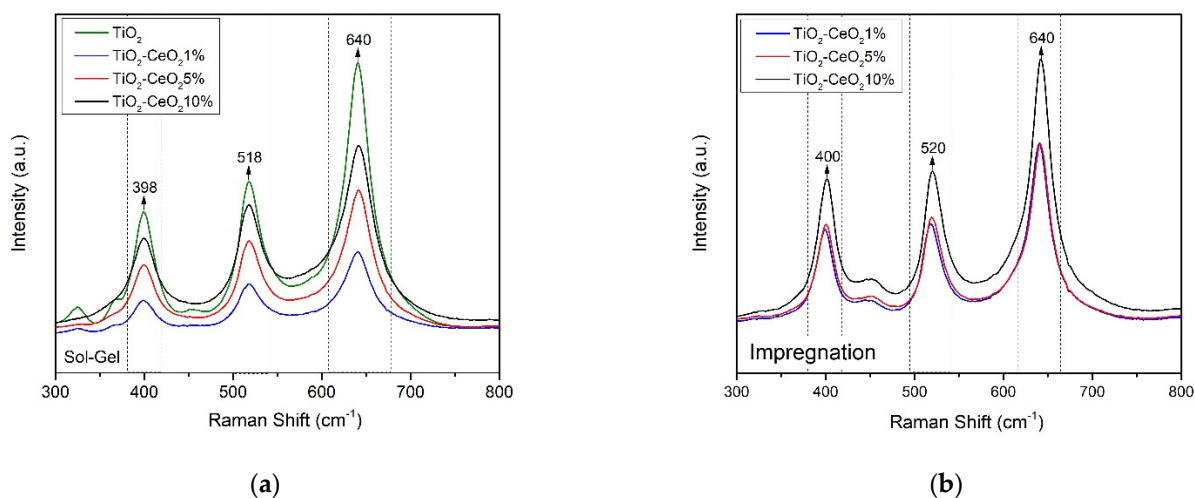 TiO₂
TiO₂-CeO₂1%
TiO₂-CeO₂5%
TiO₂-CeO₂10%
398
518
640
Sol-Gel
Intensity (a.u.)
300 400 500 600 700 800
Raman Shift (cm⁻¹)
(a)
TiO₂-CeO₂1%
TiO₂-CeO₂5%
TiO₂-CeO₂10%
400
520
640
Impregnation
Intensity (a.u.)
300 400 500 600 700 800
Raman Shift (cm⁻¹)
(b)